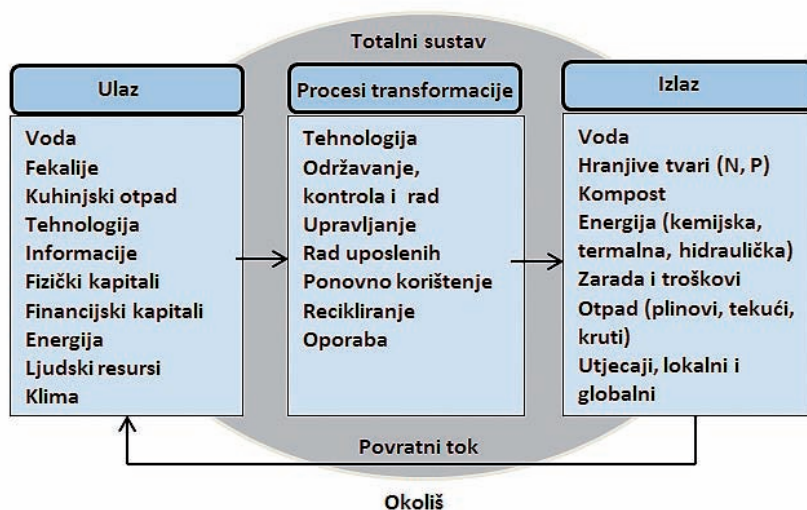 Totalni sustav
Ulaz
Voda
Fekalije
Kuhinjski otpad
Tehnologija
Informacije
Fizički kapitali
Financijski kapitali
Energija
Ljudski resursi
Klima
Procesi transformacije
Tehnologija
Održavanje,
kontrola i rad
Upravljanje
Rad uposlenih
Ponovno korištenje
Recikliranje
Oporaba
Izlaz
Voda
Hranjive tvari (N, P)
Kompost
Energija (kemijska,
termalna, hidraulička)
Zarada i troškovi
Otpad (plinovi, tekući,
kruti)
Utjecaji, lokalni i
globalni
Povratni tok
Okoliš